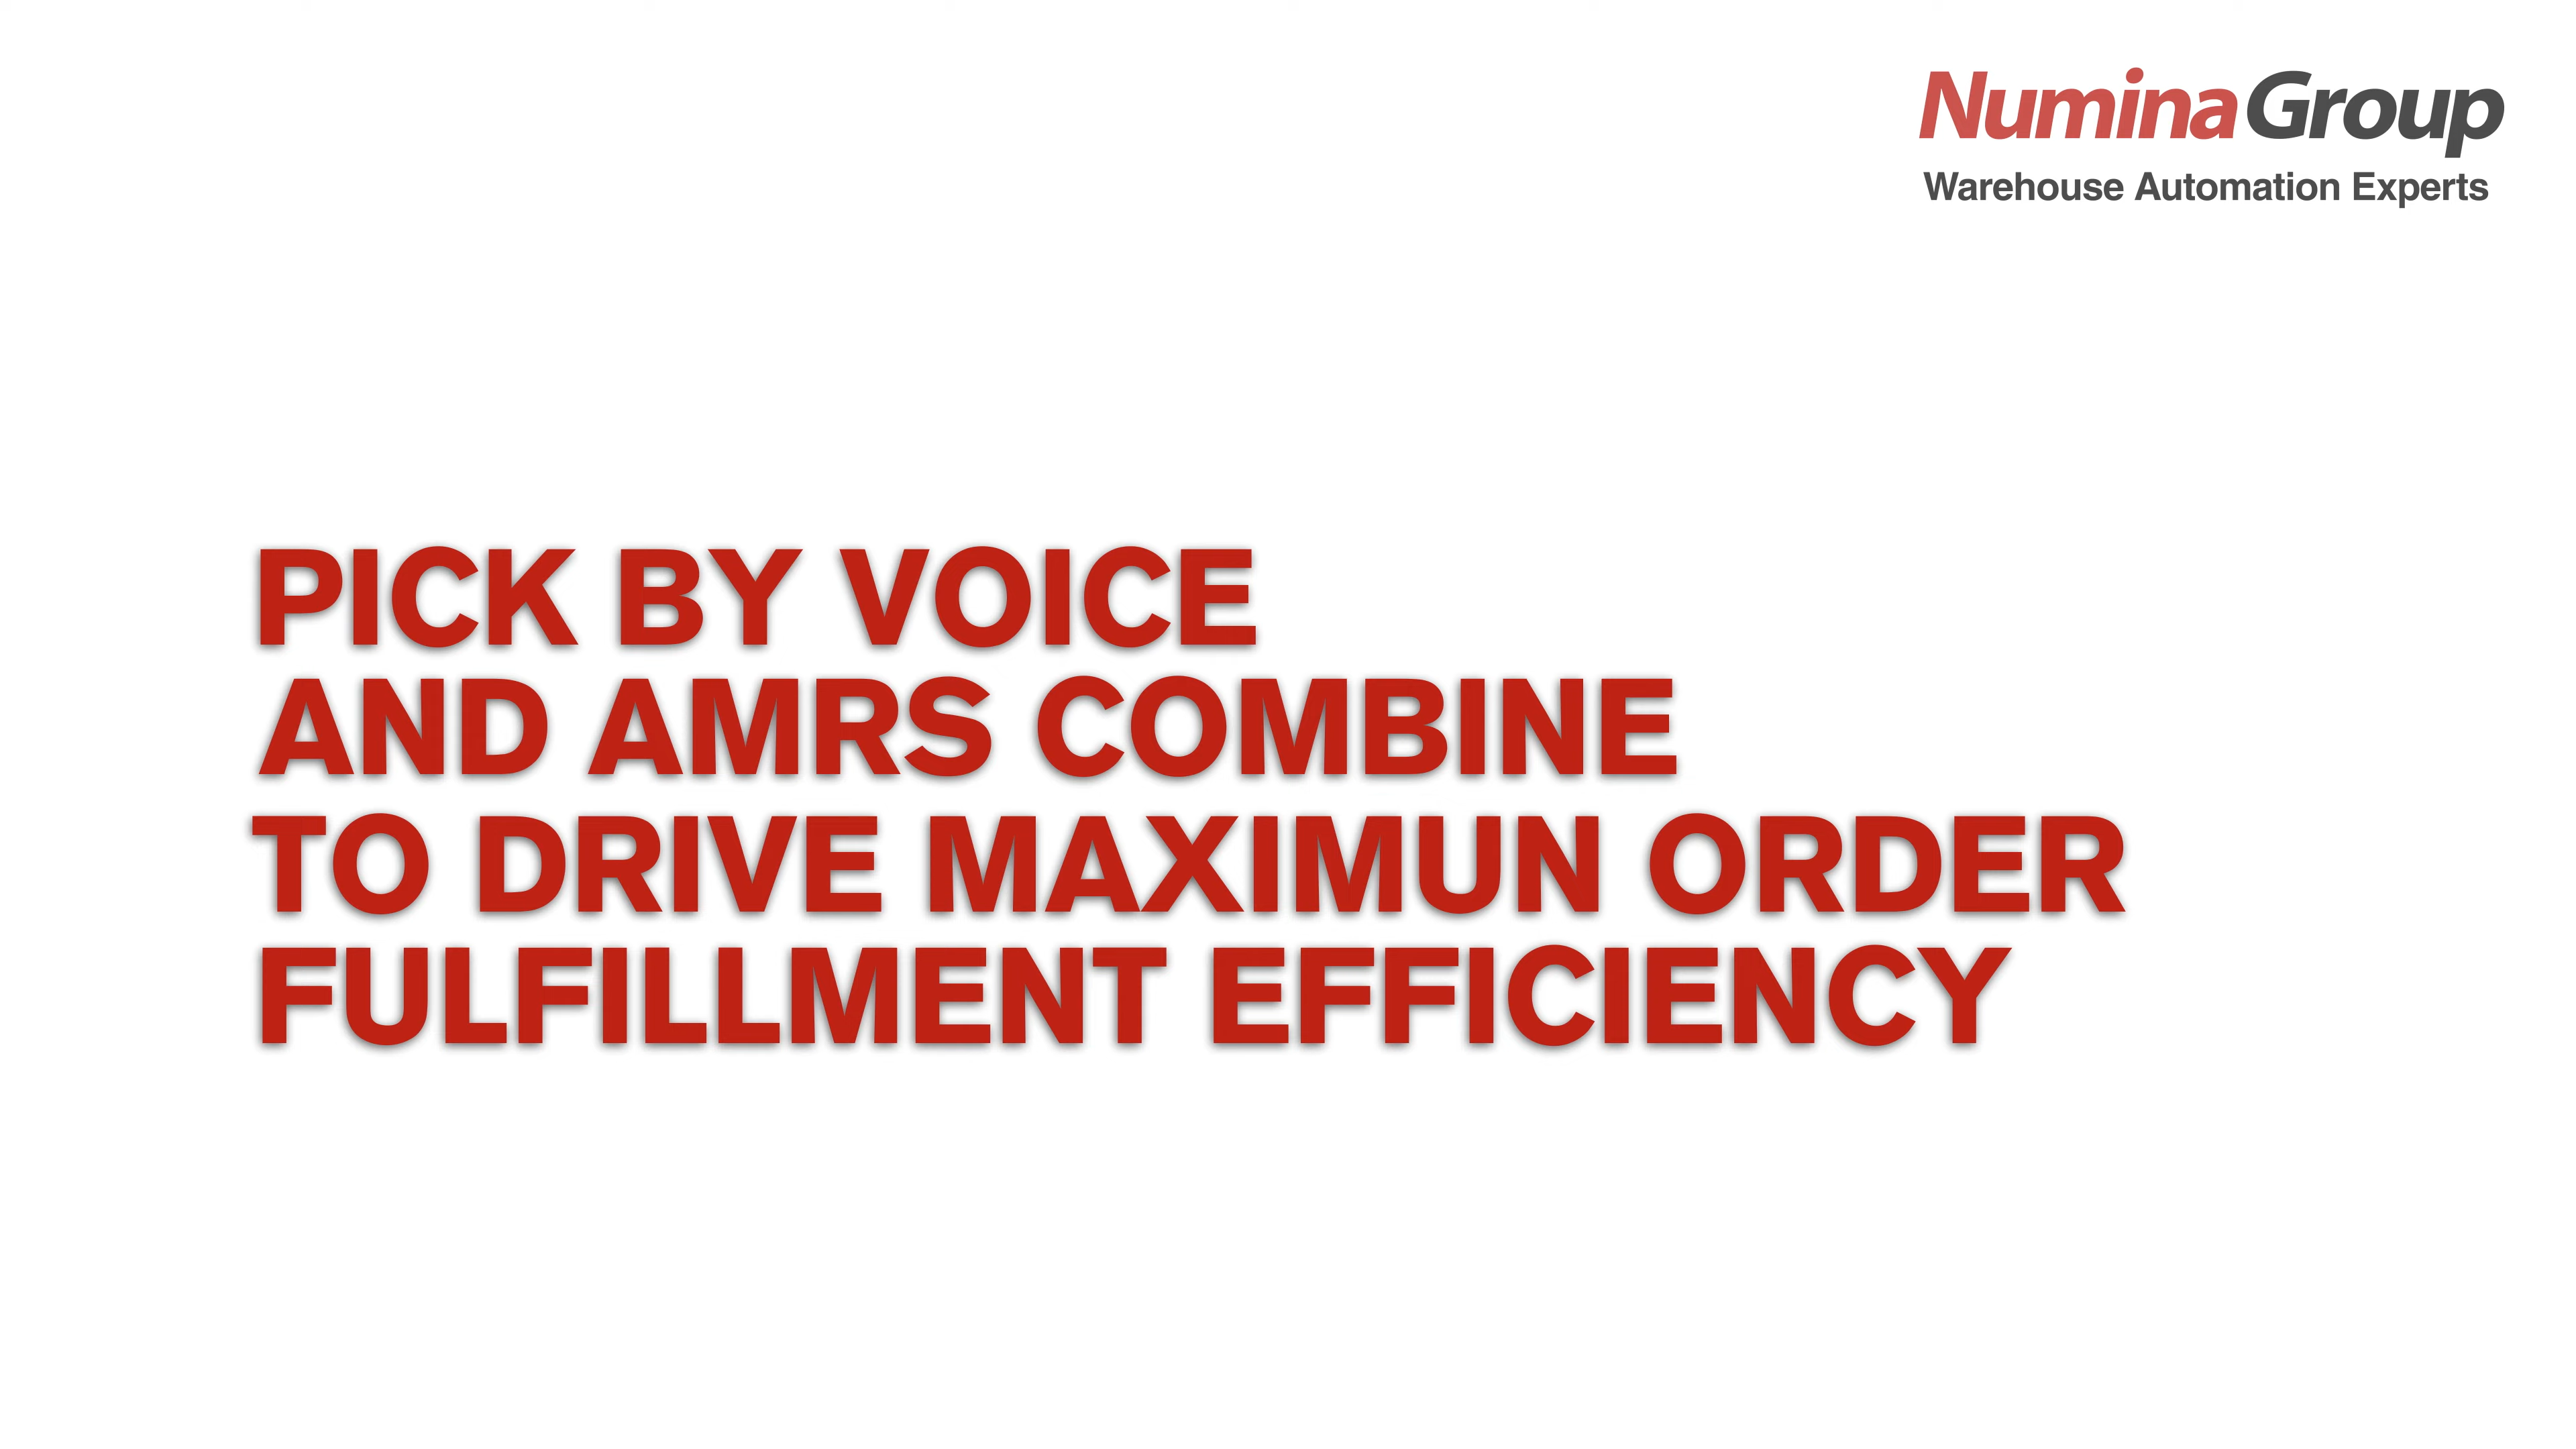 NuminaGroup
Warehouse Automation Experts
PICK BY VOICE
AND AMRS COMBINE
TO DRIVE MAXIMUN ORDER
FULFILLMENT EFFICIENCY